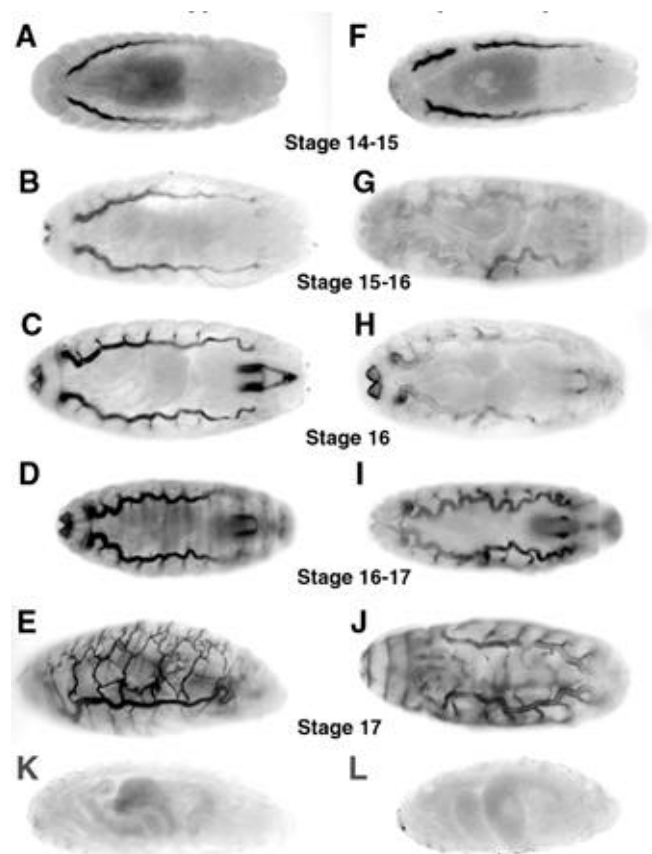 A F
Stage 14-15
B G
Stage 15-16
C H
Stage 16
D I
Stage 16-17
E J
Stage 17
K L